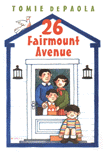 TOMIE DEPAOLA
26
Fairmount
Avenue